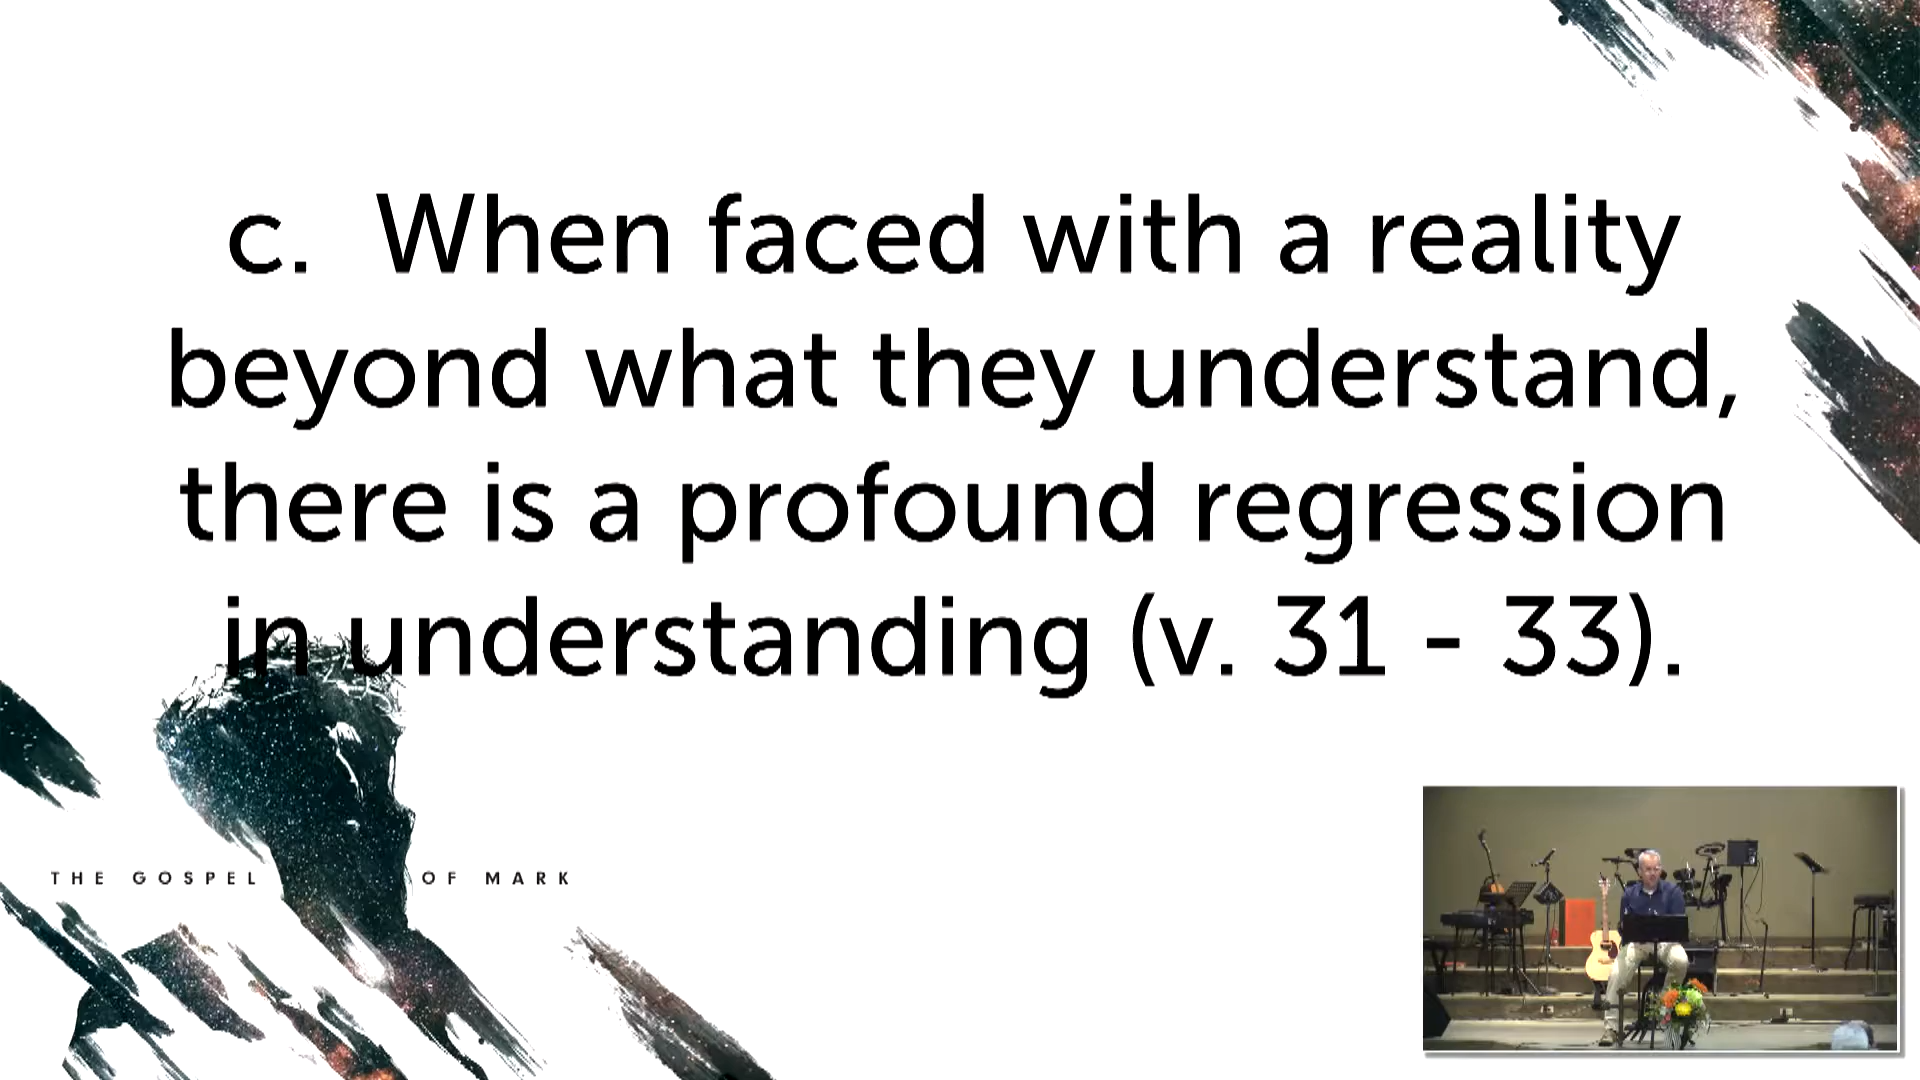 c.  When faced with a reality
beyond what they understand,
there is a profound regression
in understanding (v. 31 - 33).
THE GOSPEL OF MARK